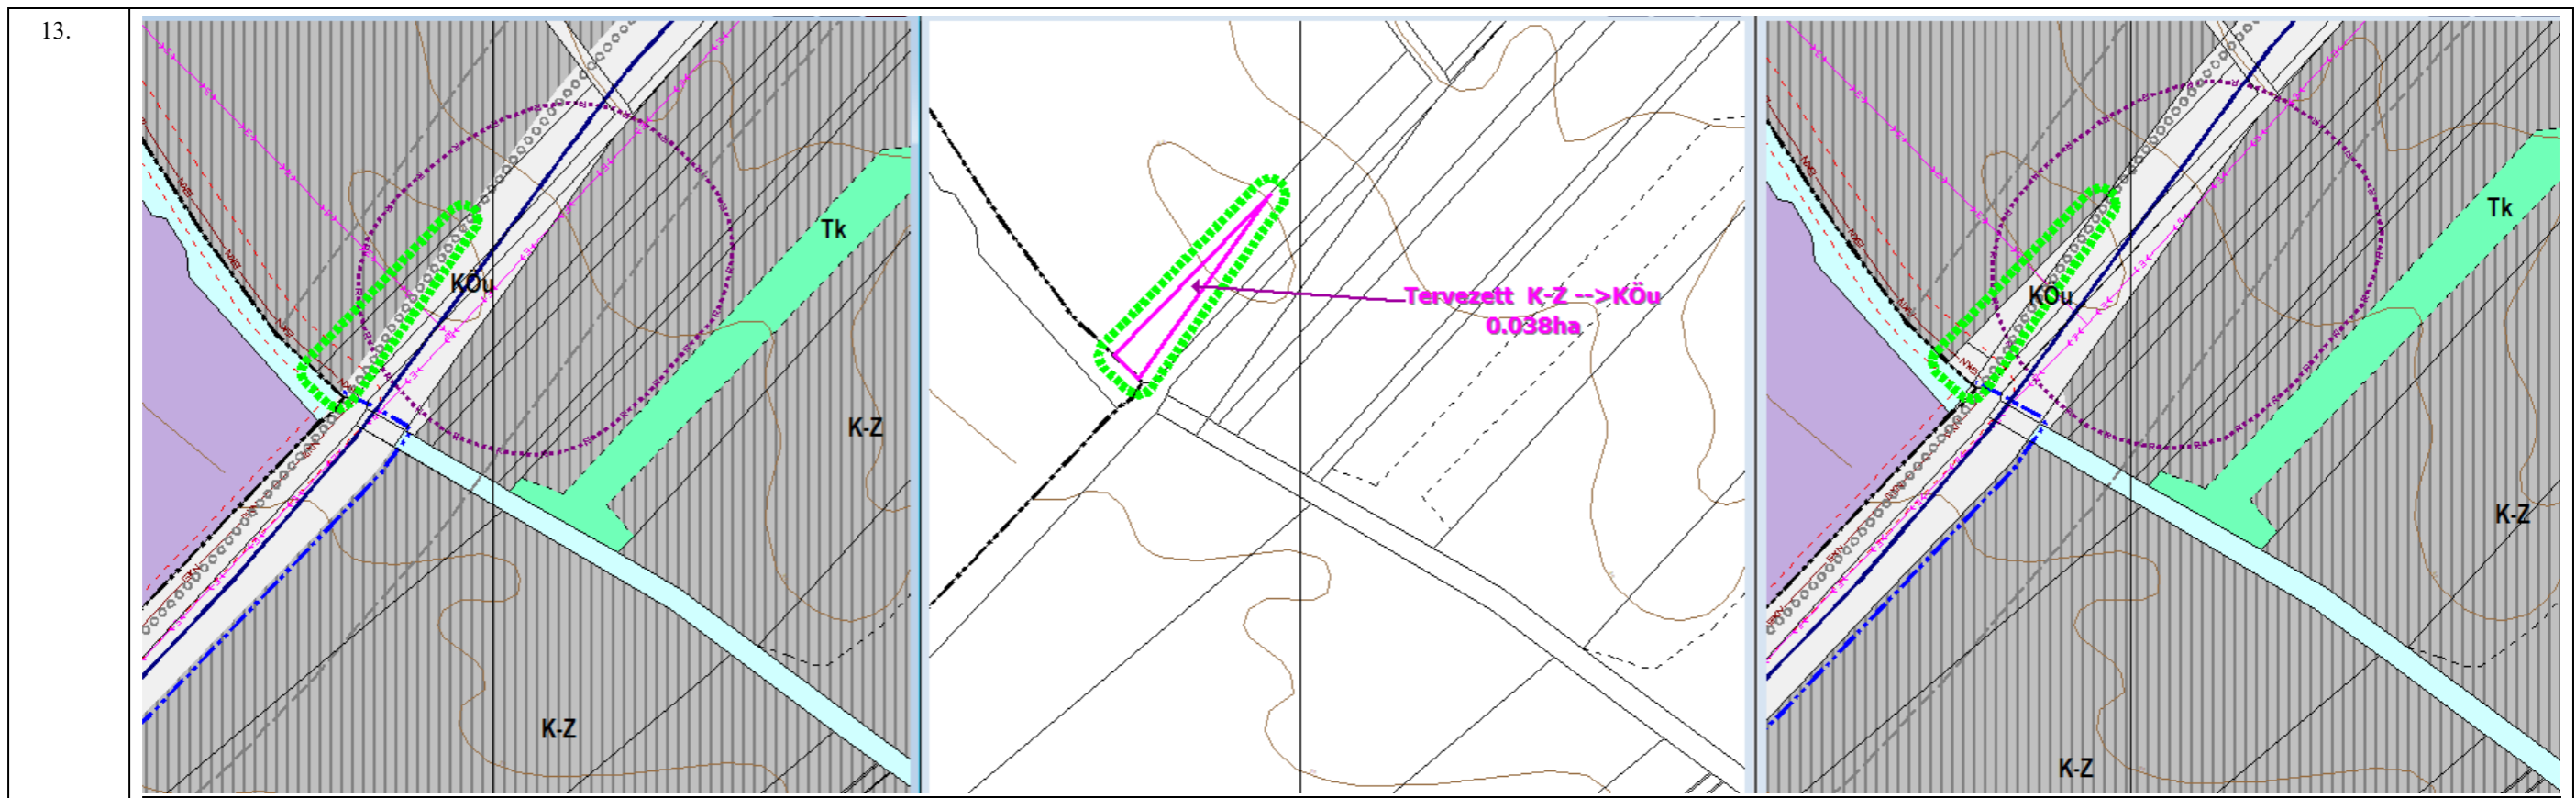 13.
KÖu
Tk
K-Z
K-Z
Tervezett K-Z -->KÖu
0.038ha
KÖu
Tk
K-Z
K-Z